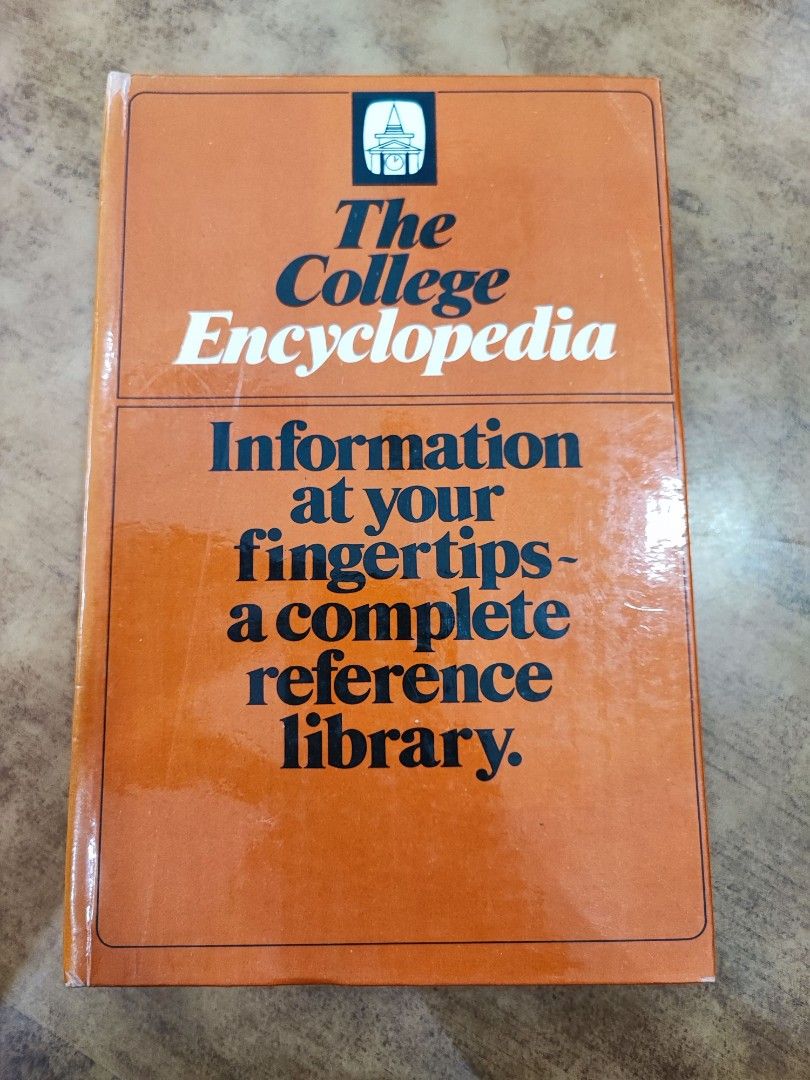 The
College
Encyclopedia
Information
at your
fingertips-
a complete
reference
library.